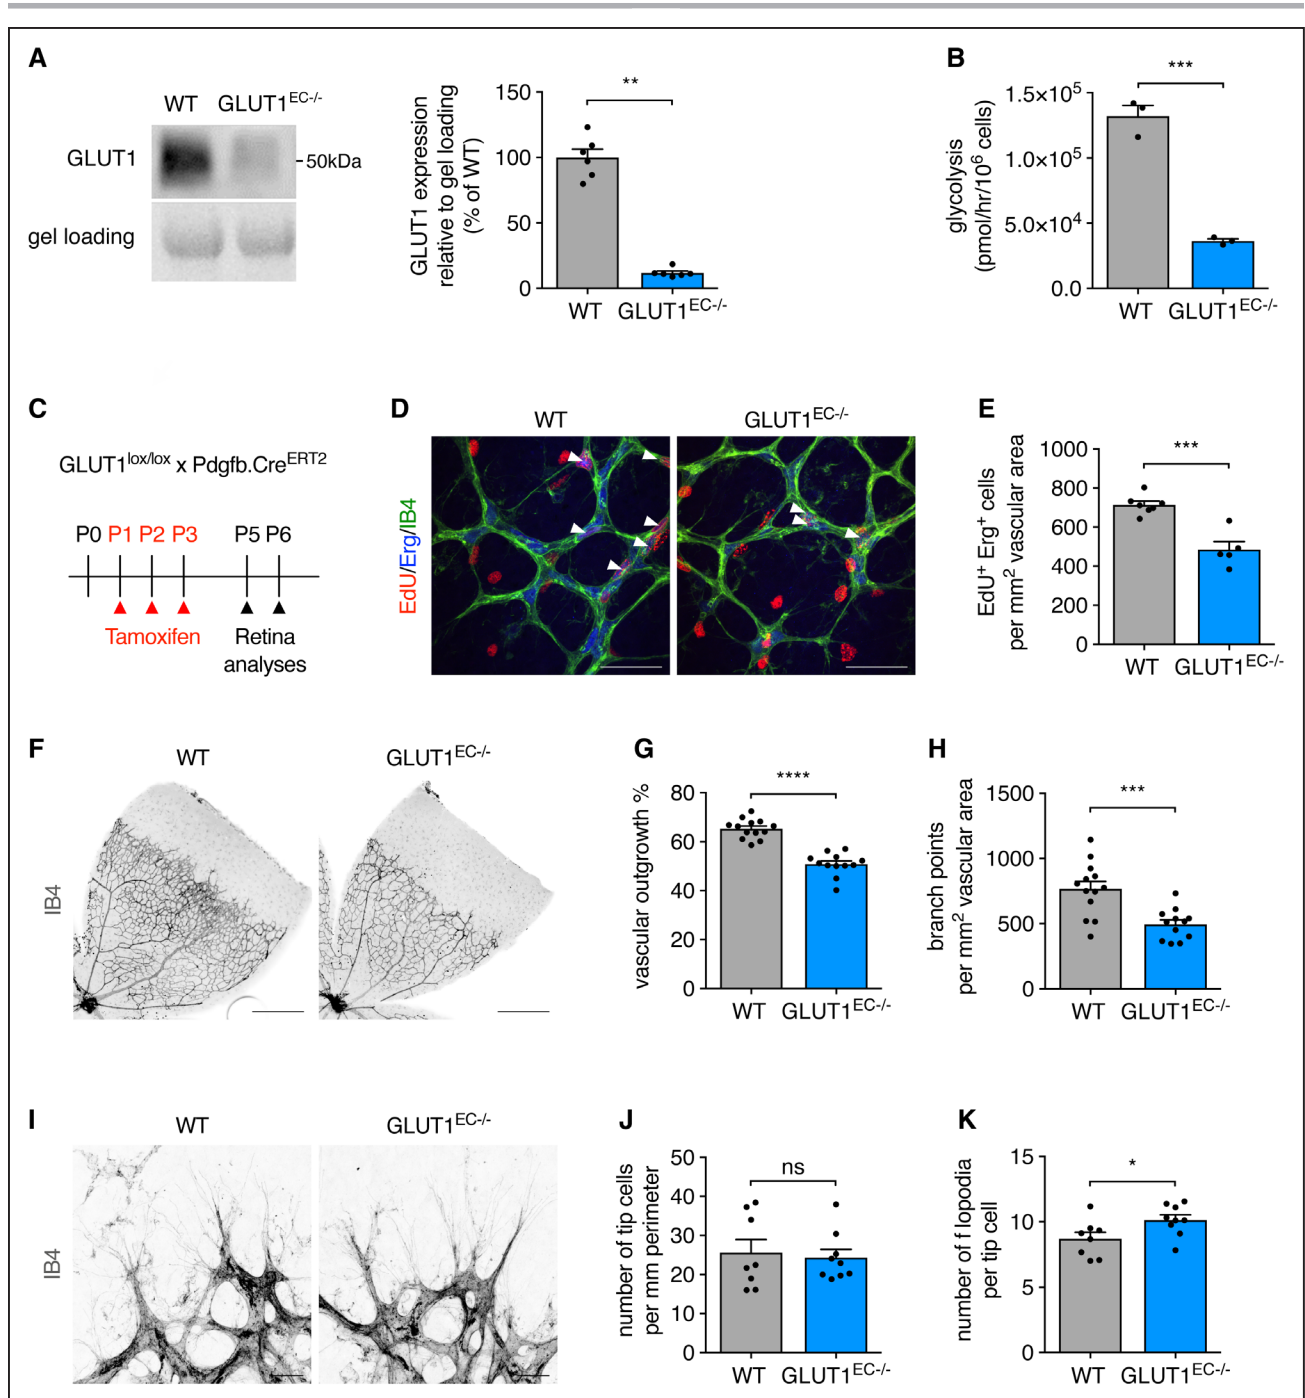 A
WT GLUT1EC-/-
GLUT1
-50kDa
gel loading
GLUT1 expression
relative to gel loading
(% of WT)
150
100
50
0
**
WT GLUT1EC-/-
B
glycolysis
(pmol/hr/10⁶ cells)
1.5×10⁵
1.0×10⁵
5.0×10⁴
0.0
***
WT GLUT1EC-/-
C
GLUT1lox/lox x Pdgfb.CreERT2
P0 P1 P2 P3 P5 P6
Tamoxifen
Retina
analyses
D
WT GLUT1EC-/-
EdU/Erg/IB4
E
EdU⁺ Erg⁺ cells
per mm² vascular area
1000
800
600
400
200
0
***
WT GLUT1EC-/-
F
WT GLUT1EC-/-
IB4
G
vascular outgrowth %
80
60
40
20
0
****
WT GLUT1EC-/-
H
branch points
per mm² vascular area
1500
1000
500
0
***
WT GLUT1EC-/-
I
WT GLUT1EC-/-
IB4
J
number of tip cells
per mm perimeter
50
40
30
20
10
0
ns
WT GLUT1EC-/-
K
number of f lopodia
per tip cell
15
10
5
0
*
WT GLUT1EC-/-